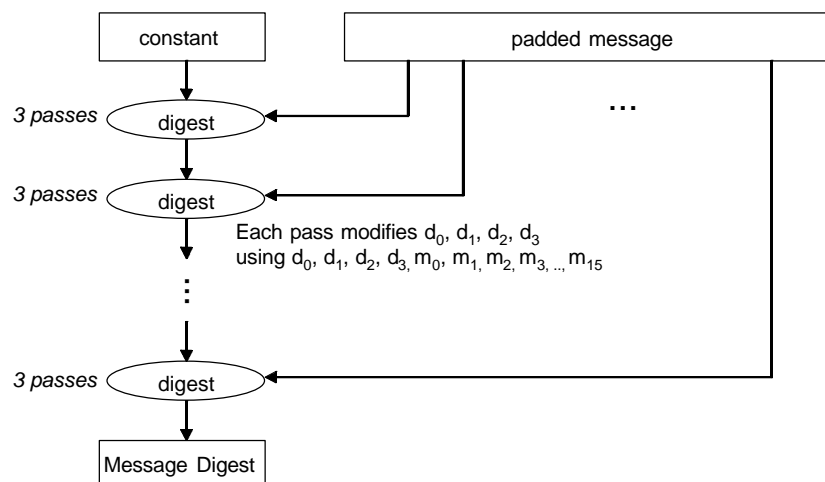 constant
padded message
3 passes
digest
...
3 passes
digest
Each pass modifies d₀, d₁, d₂, d₃
using d₀, d₁, d₂, d₃, m₀, m₁, m₂, m₃, .., m₁₅
...
3 passes
digest
Message Digest